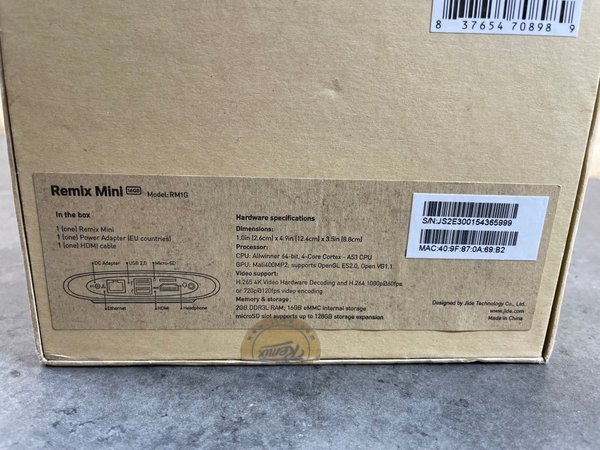 8 37654 70898 9
Remix Mini 16GB Model: RM1G
In the box
1 (one) Remix Mini
1 (one) Power Adapter (EU countries)
1 (one) HDMI cable
DC Adapter USB 2.0 Micro-SD
Ethernet HDMI Headphone
Hardware specifications
Dimensions:
1.0in (2.6cm) x 4.9in (12.4cm) x 3.5in (8.8cm)
Processor:
CPU: Allwinner 64-bit, 4-Core Cortex - A53 CPU
GPU: Mali400MP2; supports OpenGL ES2.0, Open VG1.1
Video support:
H.265 4K Video Hardware Decoding and H.264 1080p@60fps
or 720p@120fps video encoding
Memory & storage:
2GB DDR3L RAM; 16GB eMMC internal storage
microSD slot supports up to 128GB storage expansion
S/N:JS2E300154365999
MAC:40:9F:87:0A:69:B2
Designed by Jide Technology Co., Ltd.
www.jide.com
Made in China
Remix